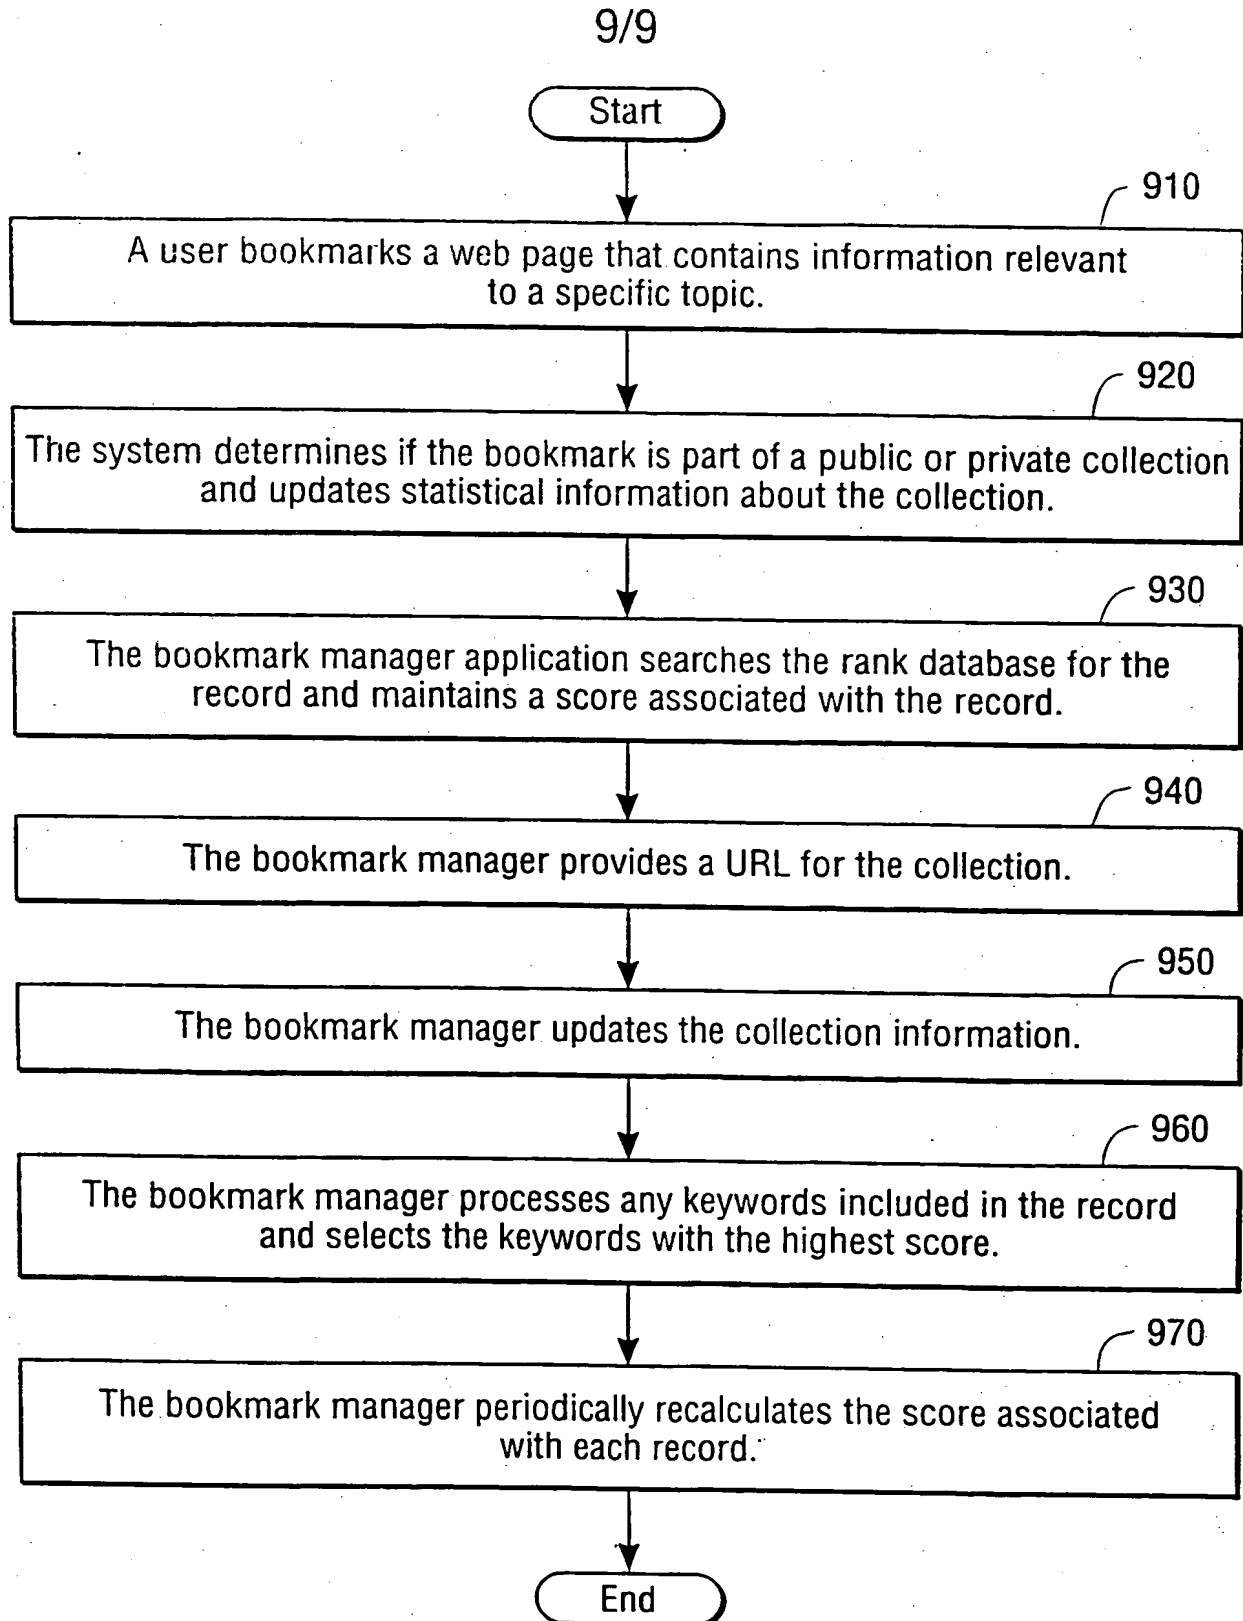 9/9
Start
910
A user bookmarks a web page that contains information relevant
to a specific topic.
920
The system determines if the bookmark is part of a public or private collection
and updates statistical information about the collection.
930
The bookmark manager application searches the rank database for the
record and maintains a score associated with the record.
940
The bookmark manager provides a URL for the collection.
950
The bookmark manager updates the collection information.
960
The bookmark manager processes any keywords included in the record
and selects the keywords with the highest score.
970
The bookmark manager periodically recalculates the score associated
with each record.
End